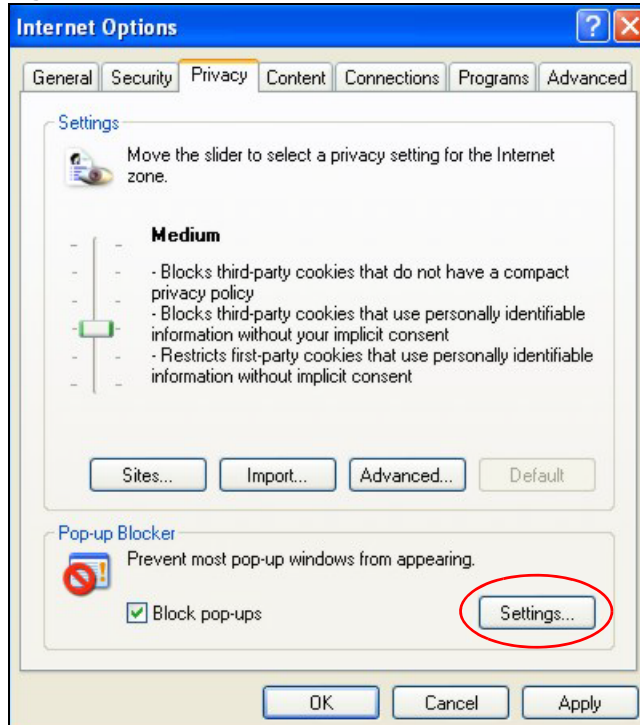 Internet Options
General Security Privacy Content Connections Programs Advanced
Settings
Move the slider to select a privacy setting for the Internet
zone.
Medium
- Blocks third-party cookies that do not have a compact
privacy policy
- Blocks third-party cookies that use personally identifiable
information without your implicit consent
- Restricts first-party cookies that use personally identifiable
information without implicit consent
Sites... Import... Advanced... Default
Pop-up Blocker
Prevent most pop-up windows from appearing.
Block pop-ups Settings...
OK Cancel Apply